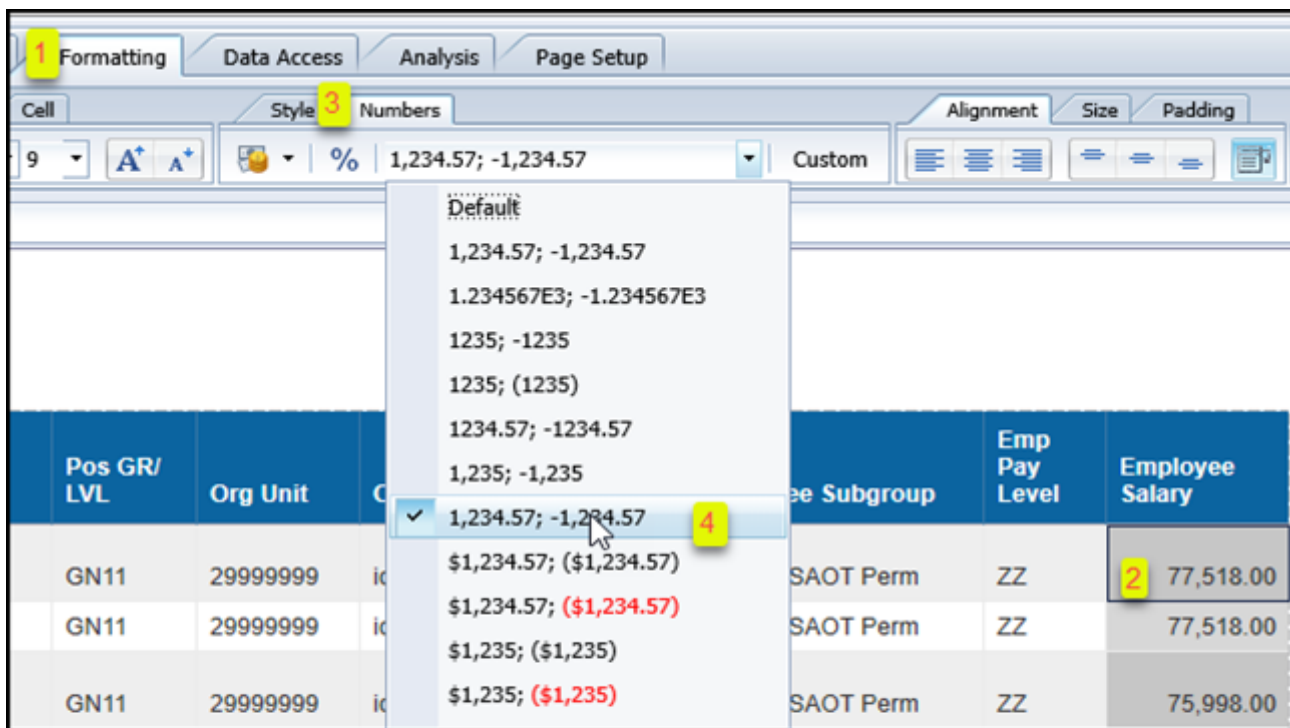 1 Formatting Data Access Analysis Page Setup
Cell Style 3 Numbers Alignment Size Padding
9 A A % 1,234.57; -1,234.57 Custom
Default
1,234.57; -1,234.57
1.234567E3; -1.234567E3
1235; -1235
1235; (1235)
1234.57; -1234.57
1,235; -1,235
1,234.57; -1,234.57 4
$1,234.57; ($1,234.57)
$1,234.57; ($1,234.57)
$1,235; ($1,235)
$1,235; ($1,235)
Pos GR/
LVL
Org Unit
ee Subgroup
Emp
Pay
Level
Employee
Salary
GN11 29999999 SAOT Perm ZZ 2 77,518.00
GN11 29999999 SAOT Perm ZZ 77,518.00
GN11 29999999 SAOT Perm ZZ 75,998.00